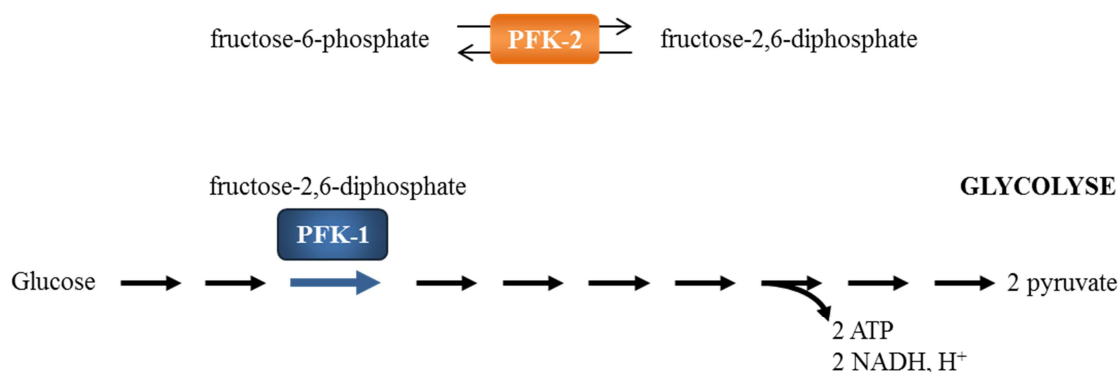 fructose-6-phosphate PFK-2 fructose-2,6-diphosphate
fructose-2,6-diphosphate GLYCOLYSE
PFK-1
Glucose 2 pyruvate
2 ATP
2 NADH, H⁺